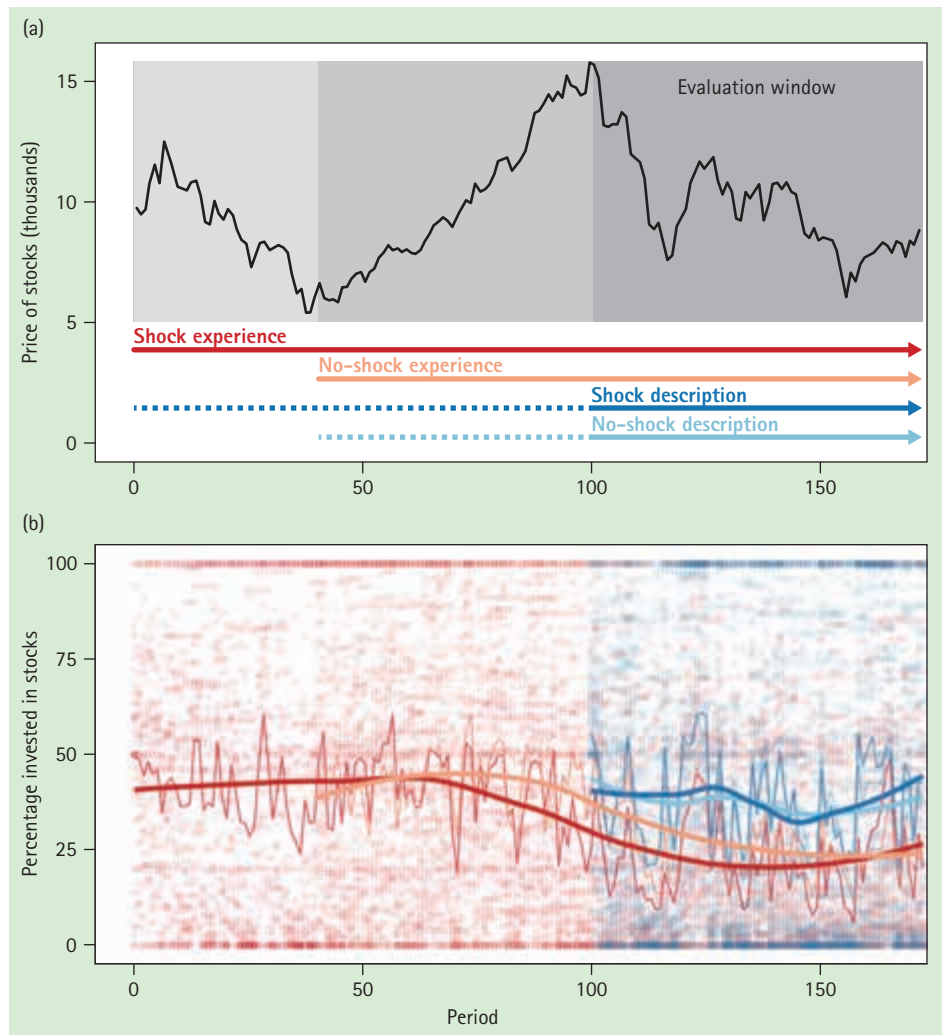 (a)
15
10
5
0
Price of stocks (thousands)
Evaluation window
Shock experience
No-shock experience
Shock description
No-shock description
0 50 100 150
(b)
100
75
50
25
0
Percentage invested in stocks
0 50 100 150
Period